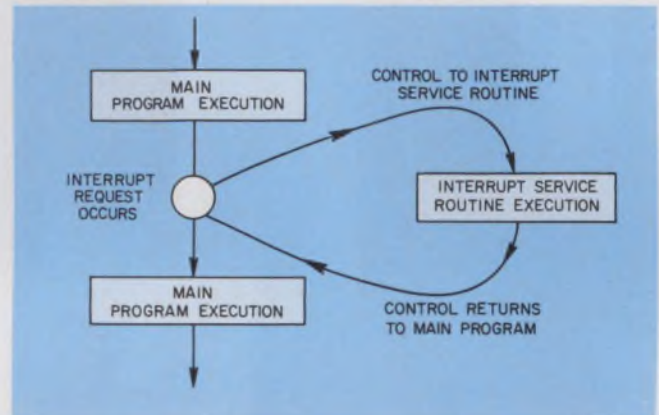 MAIN
PROGRAM EXECUTION
CONTROL TO INTERRUPT
SERVICE ROUTINE
INTERRUPT
REQUEST
OCCURS
INTERRUPT SERVICE
ROUTINE EXECUTION
MAIN
PROGRAM EXECUTION
CONTROL RETURNS
TO MAIN PROGRAM